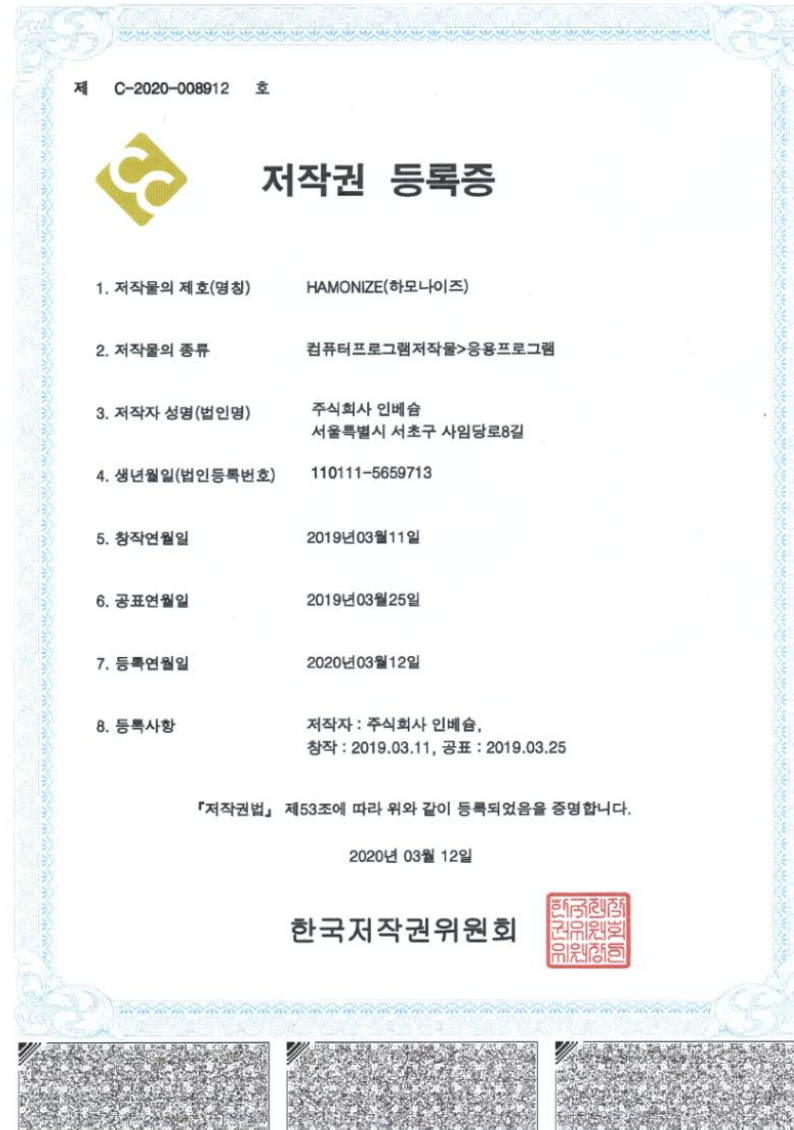 제 C-2020-008912 호
저작권 등록증
1. 저작물의 제호(명칭) HAMONIZE(하모나이즈)
2. 저작물의 종류 컴퓨터프로그램저작물>응용프로그램
3. 저작자 성명(법인명) 주식회사 인베슘
서울특별시 서초구 사임당로8길
4. 생년월일(법인등록번호) 110111-5659713
5. 창작연월일 2019년03월11일
6. 공표연월일 2019년03월25일
7. 등록연월일 2020년03월12일
8. 등록사항 저작자 : 주식회사 인베슘,
창작 : 2019.03.11, 공표 : 2019.03.25
『저작권법』 제53조에 따라 위와 같이 등록되었음을 증명합니다.
2020년 03월 12일
한국저작권위원회